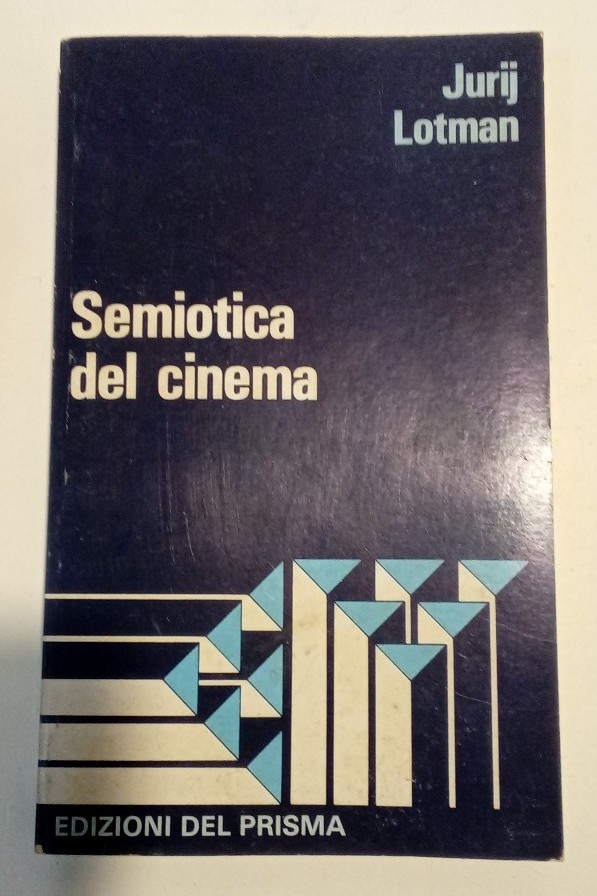 Jurij
Lotman
Semiotica
del cinema
EDIZIONI DEL PRISMA